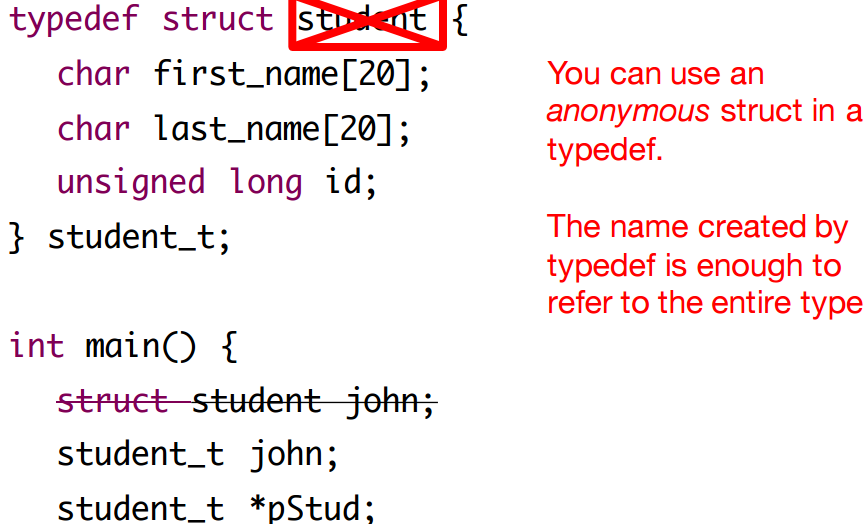 typedef struct student {
char first_name[20];
char last_name[20];
unsigned long id;
} student_t;
int main() {
struct student john;
student_t john;
student_t *pStud;
You can use an
anonymous struct in a
typedef.
The name created by
typedef is enough to
refer to the entire type